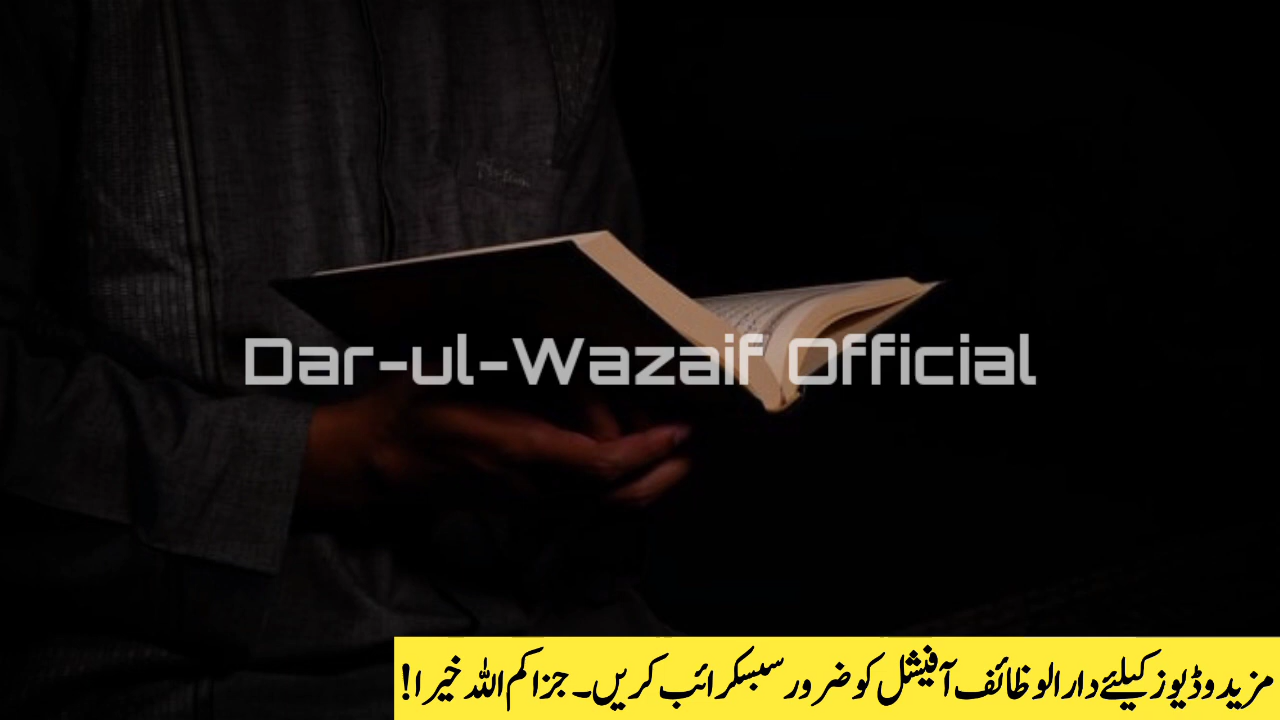 Dar-ul-Wazaif Official
مزید وڈیوز کیلئے دارالوظائف آفیشل کو ضرور سبسکرائب کریں۔ جزاکم اللہ خیرا!